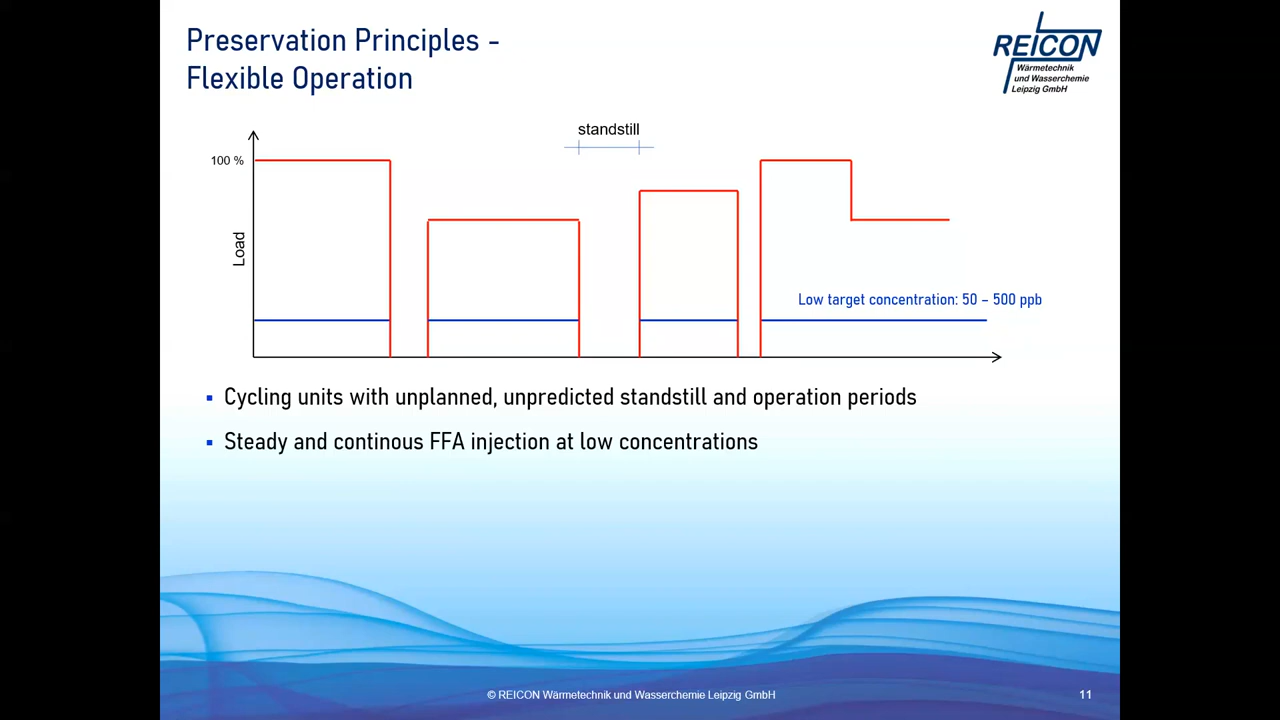 Preservation Principles -
Flexible Operation
REICON
Wärmetechnik
und Wasserchemie
Leipzig GmbH
standstill
100 %
Load
Low target concentration: 50 – 500 ppb
▪ Cycling units with unplanned, unpredicted standstill and operation periods
▪ Steady and continous FFA injection at low concentrations
© REICON Wärmetechnik und Wasserchemie Leipzig GmbH
11